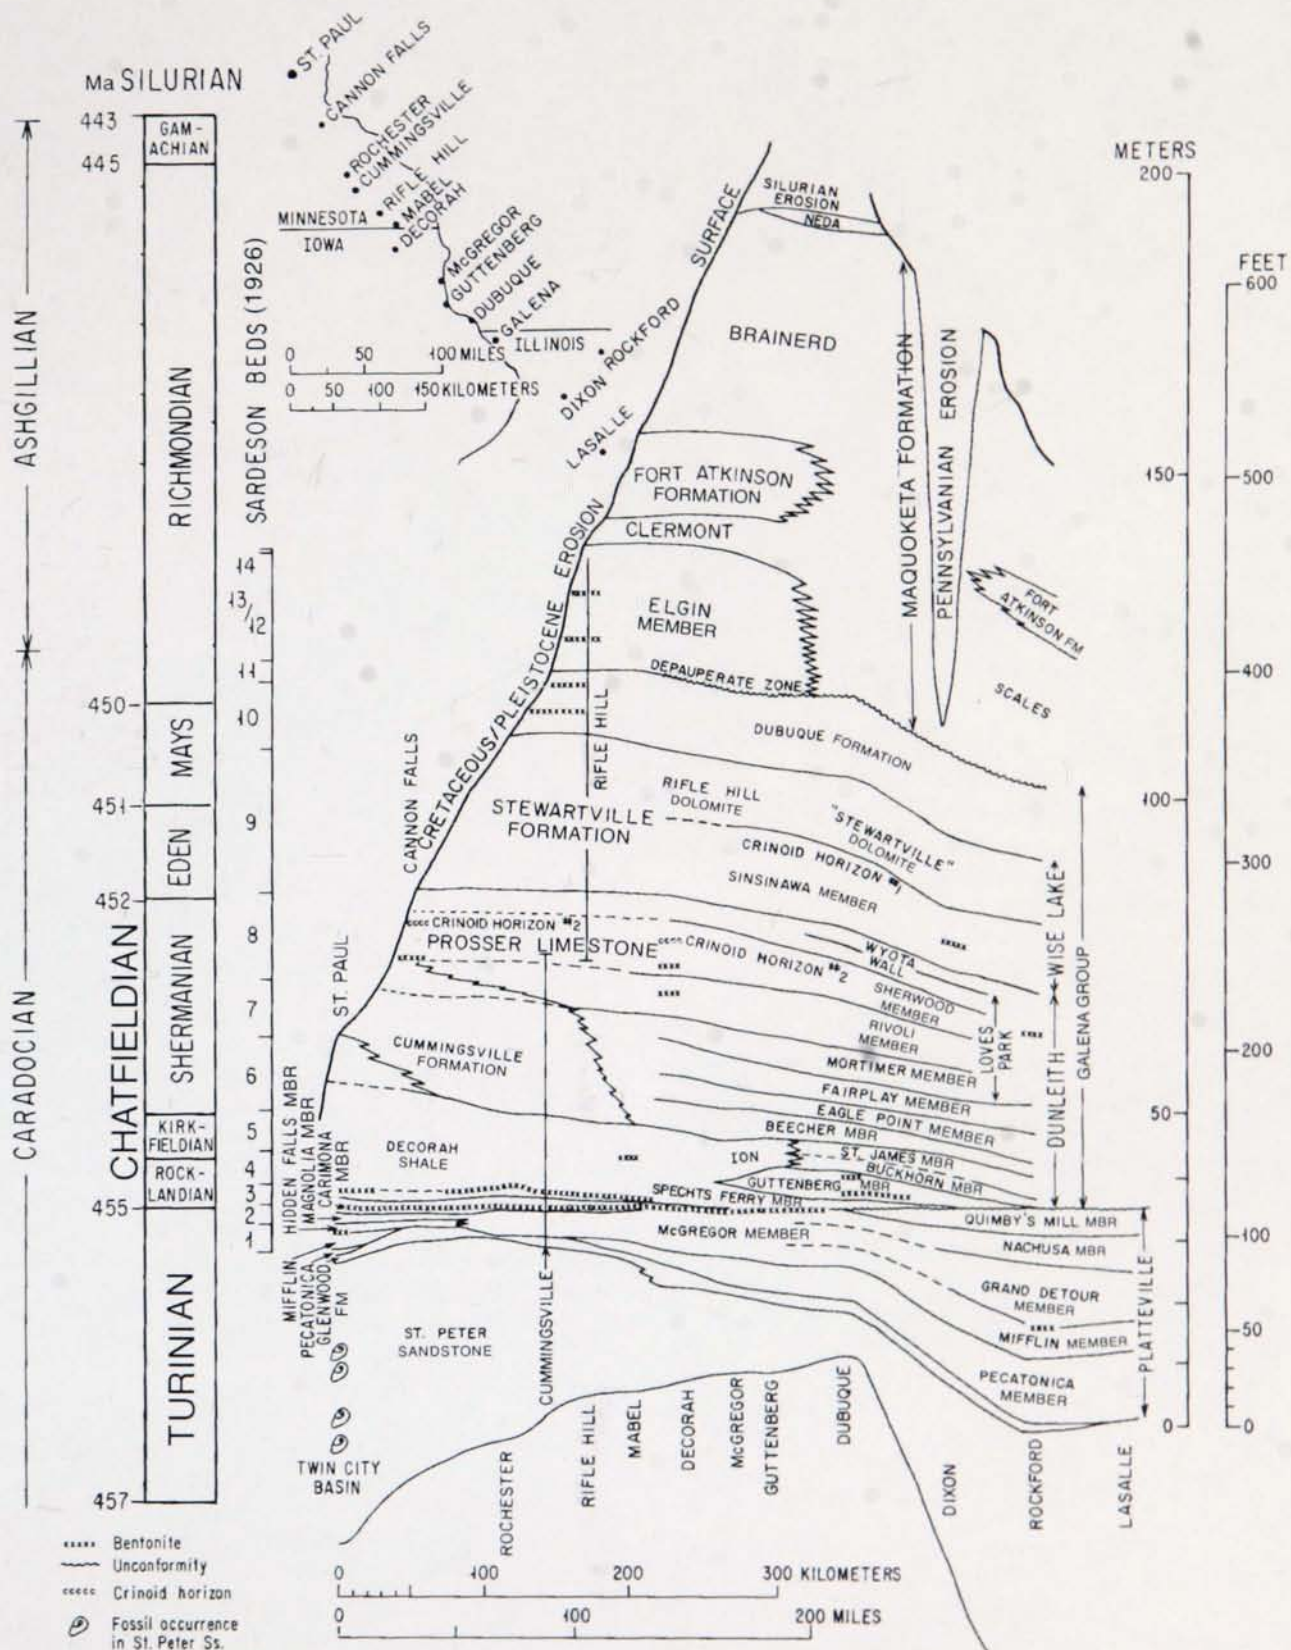 Ma SILURIAN
443
GAM-
ACHIAN
445
RICHMONDIAN
450
MAYS
451
EDEN
452
SHERMANIAN
KIRK-
FIELDIAN
ROCK-
LANDIAN
455
TURINIAN
457
ASHGILLIAN
CARADOCIAN
CHATFIELDIAN
SARDESON BEDS (1926)
14
13/12
11
10
9
8
7
6
5
4
3
2
1
ST. PAUL
CANNON FALLS
ROCHESTER
CUMMINGSVILLE
RIFLE HILL
MABEL
DECORAH
MINNESOTA
IOWA
McGREGOR
GUTTENBERG
DUBUQUE
GALENA
ILLINOIS
ROCKFORD
DIXON
LASALLE
0 50 100 MILES
0 50 100 150 KILOMETERS
CRETACEOUS/PLEISTOCENE EROSION SURFACE
SILURIAN
EROSION
NEDA
BRAINERD
FORT ATKINSON
FORMATION
CLERMONT
ELGIN
MEMBER
DEPAUPERATE ZONE
MAQUOKETA FORMATION
PENNSYLVANIAN EROSION
FORT
ATKINSON FM
SCALES
DUBUQUE FORMATION
RIFLE HILL
CANNON FALLS
STEWARTVILLE
FORMATION
RIFLE HILL
DOLOMITE
"STEWARTVILLE"
DOLOMITE
CRINOID HORIZON #1
SINSINAWA MEMBER
CRINOID HORIZON #2
PROSSER LIMESTONE
CRINOID HORIZON #2
WYOTA
WALL
SHERWOOD
MEMBER
RIVOLI
MEMBER
MORTIMER MEMBER
FAIRPLAY MEMBER
EAGLE POINT MEMBER
BEECHER MBR
ST. JAMES MBR
BUCKHORN MBR
ION
GUTTENBERG MBR
SPECHTS FERRY MBR
QUIMBY'S MILL MBR
McGREGOR MEMBER
NACHUSA MBR
GRAND DETOUR
MEMBER
MIFFLIN MEMBER
PECATONICA
MEMBER
LOVES
PARK
DUNLEITH
WISE LAKE
GALENA GROUP
PLATTEVILLE
ST. PAUL
CUMMINGSVILLE
FORMATION
DECORAH
SHALE
HIDDEN FALLS MBR
MAGNOLIA MBR
CARIMONA
MBR
MIFFLIN
PECATONICA
GLENWOOD
FM
ST. PETER
SANDSTONE
CUMMINGSVILLE
TWIN CITY
BASIN
ROCHESTER
RIFLE HILL
MABEL
DECORAH
McGREGOR
GUTTENBERG
DUBUQUE
DIXON
ROCKFORD
LASALLE
METERS
200
150
100
50
0
FEET
600
500
400
300
200
100
50
0
Bentonite
Unconformity
Crinoid horizon
Fossil occurrence
in St. Peter Ss.
0 100 200 300 KILOMETERS
0 100 200 MILES